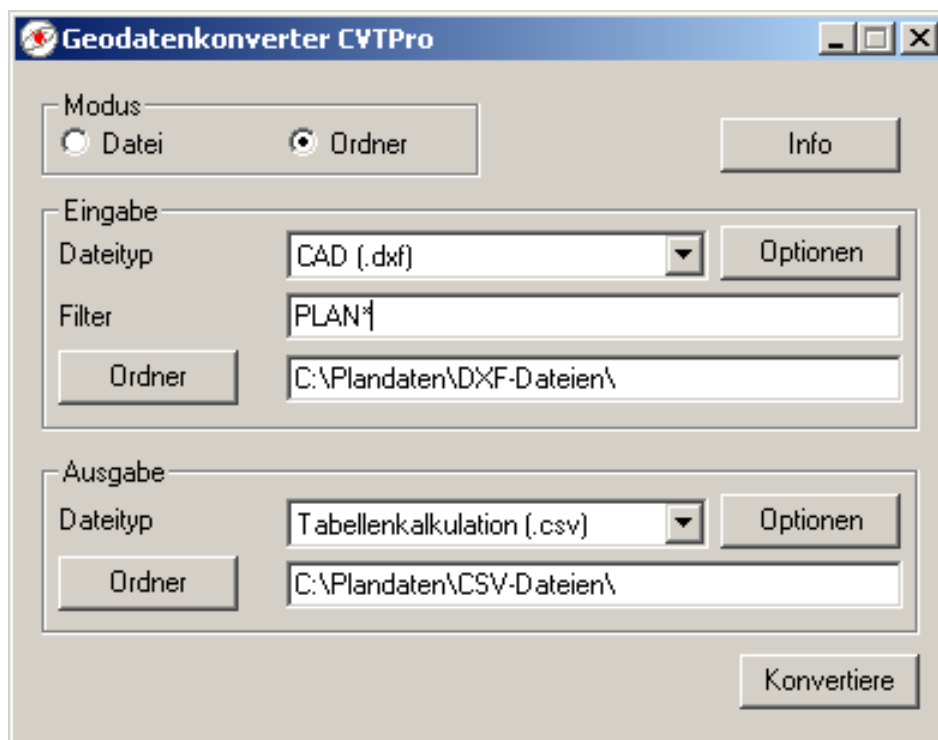 Geodatenkonverter CVTPro
Modus
Datei Ordner
Info
Eingabe
Dateityp CAD (.dxf) Optionen
Filter PLAN*
Ordner C:\Plandaten\DXF-Dateien\
Ausgabe
Dateityp Tabellenkalkulation (.csv) Optionen
Ordner C:\Plandaten\CSV-Dateien\
Konvertiere